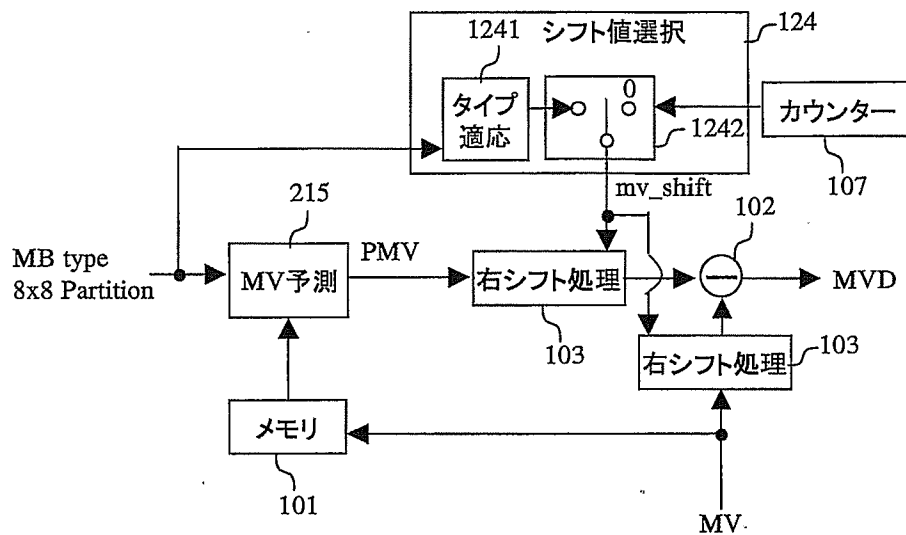 シフト値選択
124
1241
タイプ
適応
0
1242
カウンター
107
mv_shift
215
MB type
8x8 Partition
MV予測
PMV
右シフト処理
103
102
MVD
右シフト処理
103
メモリ
101
MV